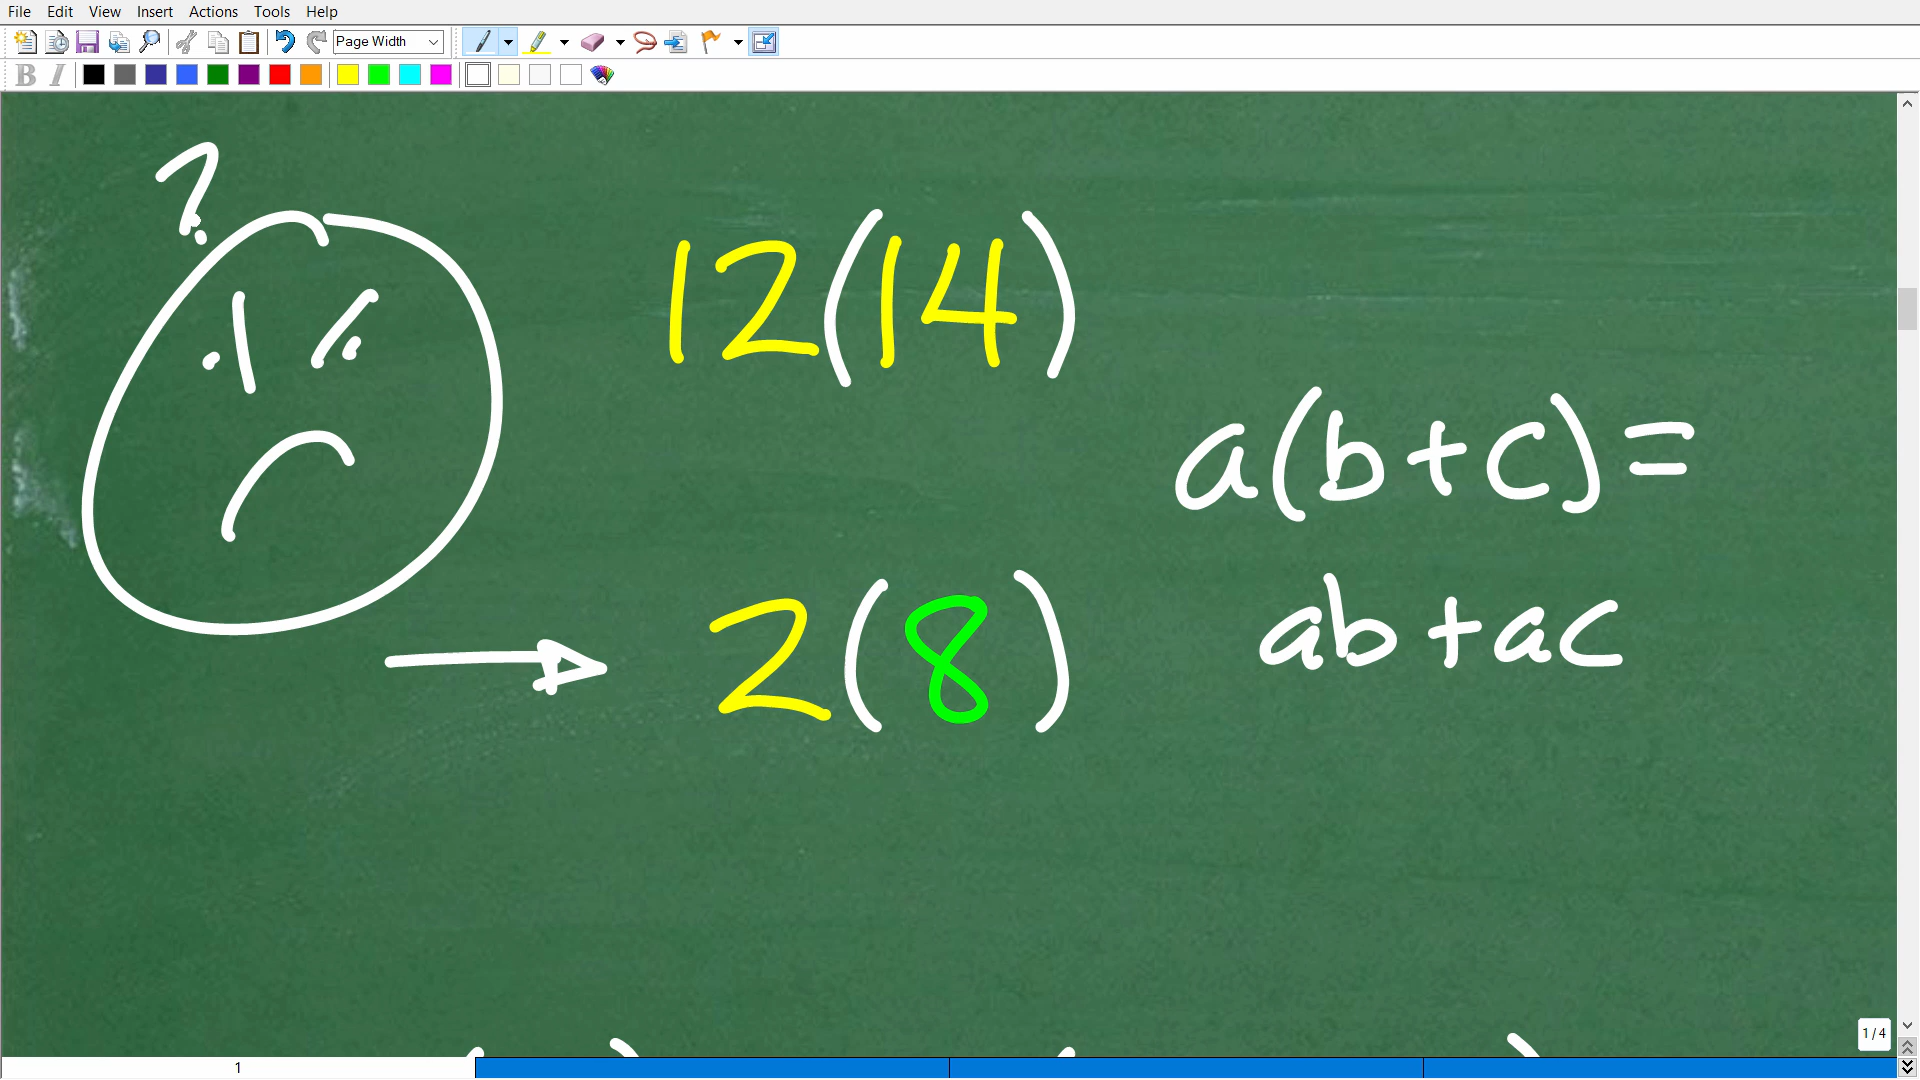 File Edit View Insert Actions Tools Help
Page Width
B I
?
12(14)
a(b+c)=
2(8)
ab+ac
1/4
1